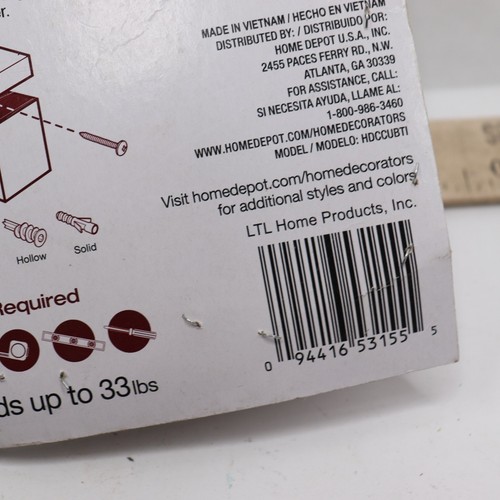 r.
MADE IN VIETNAM / HECHO EN VIETNAM
DISTRIBUTED BY: / DISTRIBUIDO POR:
HOME DEPOT U.S.A., INC.
2455 PACES FERRY RD., N.W.
ATLANTA, GA 30339
FOR ASSISTANCE, CALL:
SI NECESITA AYUDA, LLAME AL:
1-800-986-3460
WWW.HOMEDEPOT.COM/HOMEDECORATORS
MODEL / MODELO: HDCCUBTI
Visit homedepot.com/homedecorators
for additional styles and colors
LTL Home Products, Inc.
Hollow
Solid
Required
0 94416 53155 5
ds up to 33lbs